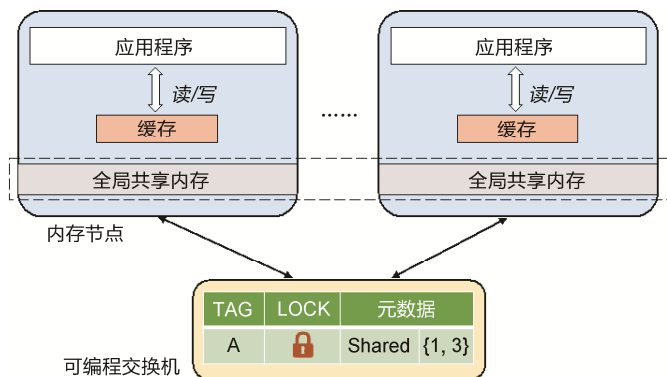 应用程序 应用程序
读/写 读/写
缓存 …… 缓存
全局共享内存 全局共享内存
内存节点
TAG LOCK 元数据
A Shared {1, 3}
可编程交换机